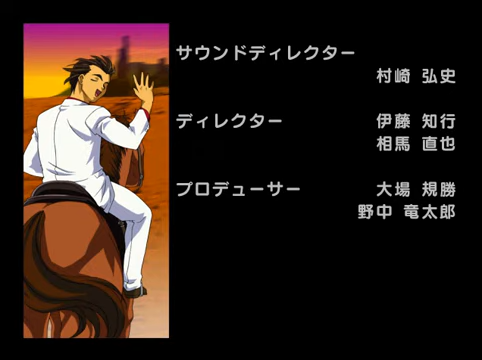 サウンドディレクター
村崎 弘史
ディレクター 伊藤 知行
相馬 直也
プロデューサー 大場 規勝
野中 竜太郎